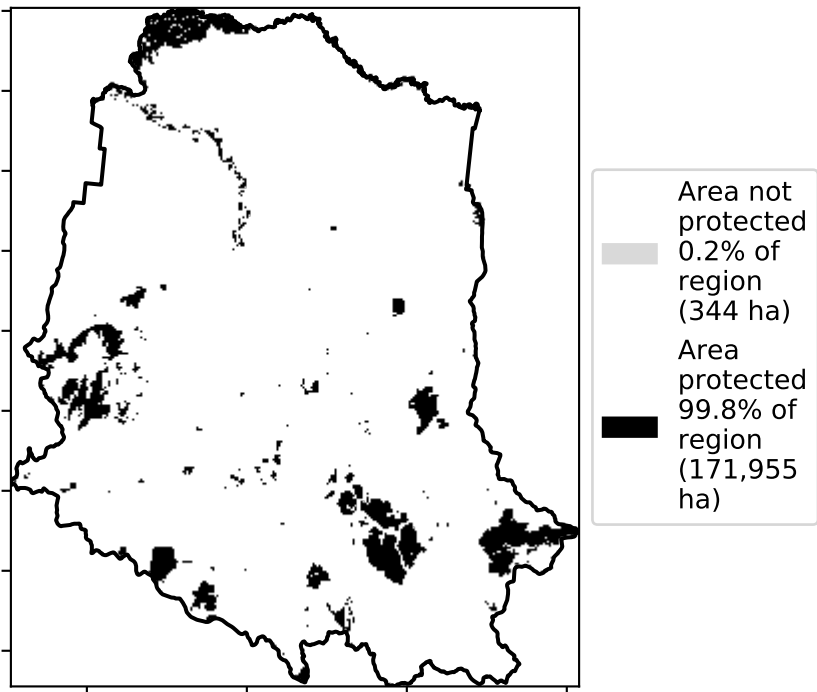 Area not
protected
0.2% of
region
(344 ha)
Area
protected
99.8% of
region
(171,955
ha)